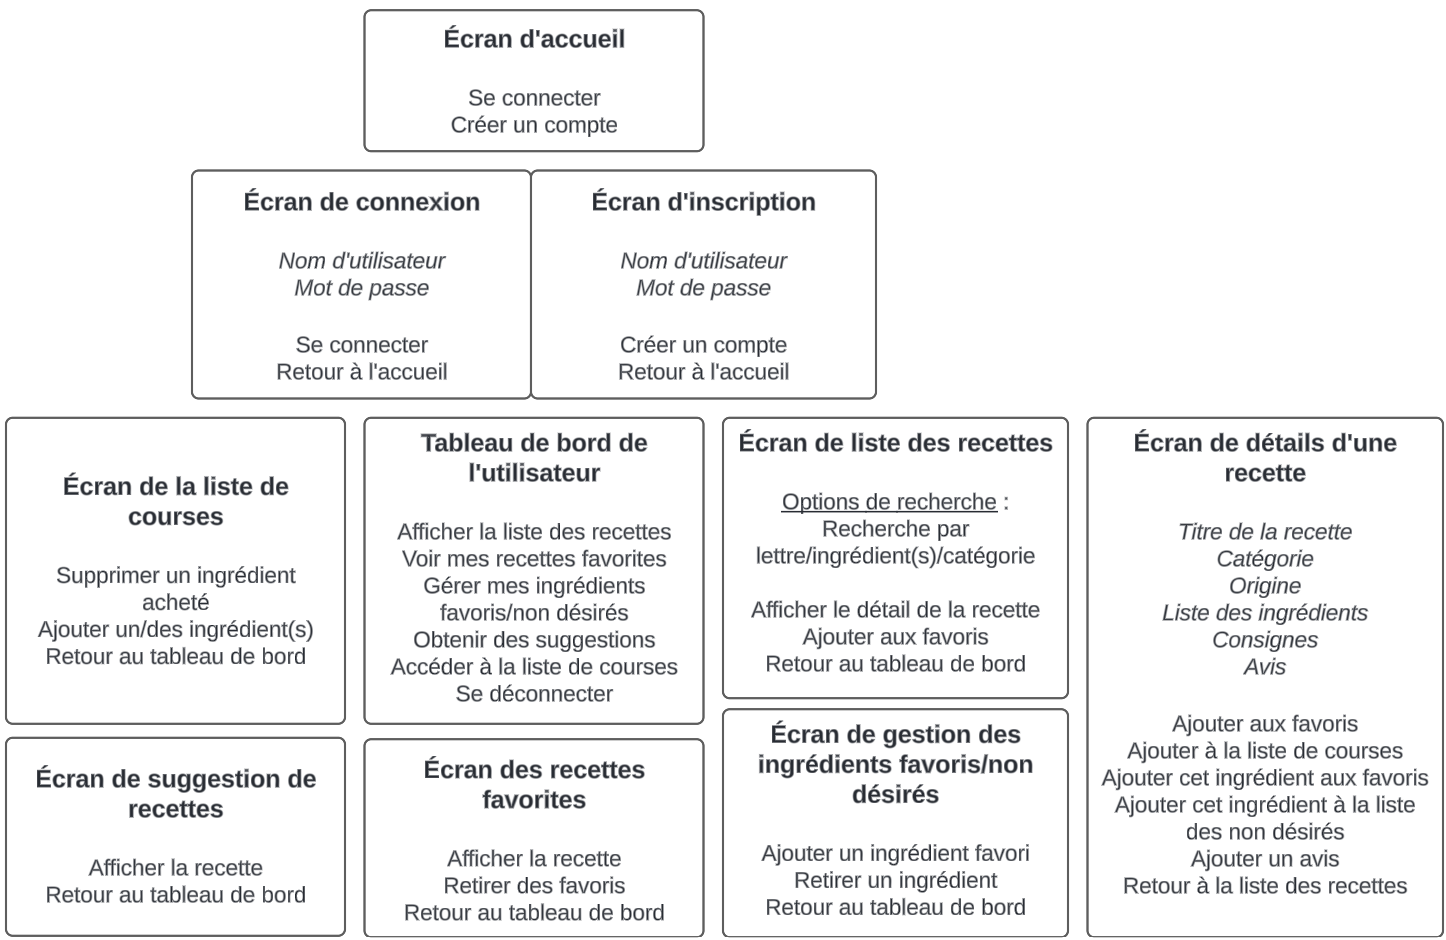 Écran d'accueil
Se connecter
Créer un compte
Écran de connexion
Nom d'utilisateur
Mot de passe
Se connecter
Retour à l'accueil
Écran d'inscription
Nom d'utilisateur
Mot de passe
Créer un compte
Retour à l'accueil
Écran de la liste de
courses
Supprimer un ingrédient
acheté
Ajouter un/des ingrédient(s)
Retour au tableau de bord
Tableau de bord de
l'utilisateur
Afficher la liste des recettes
Voir mes recettes favorites
Gérer mes ingrédients
favoris/non désirés
Obtenir des suggestions
Accéder à la liste de courses
Se déconnecter
Écran de liste des recettes
Options de recherche :
Recherche par
lettre/ingrédient(s)/catégorie
Afficher le détail de la recette
Ajouter aux favoris
Retour au tableau de bord
Écran de détails d'une
recette
Titre de la recette
Catégorie
Origine
Liste des ingrédients
Consignes
Avis
Ajouter aux favoris
Ajouter à la liste de courses
Ajouter cet ingrédient aux favoris
Ajouter cet ingrédient à la liste
des non désirés
Ajouter un avis
Retour à la liste des recettes
Écran de suggestion de
recettes
Afficher la recette
Retour au tableau de bord
Écran des recettes
favorites
Afficher la recette
Retirer des favoris
Retour au tableau de bord
Écran de gestion des
ingrédients favoris/non
désirés
Ajouter un ingrédient favori
Retirer un ingrédient
Retour au tableau de bord